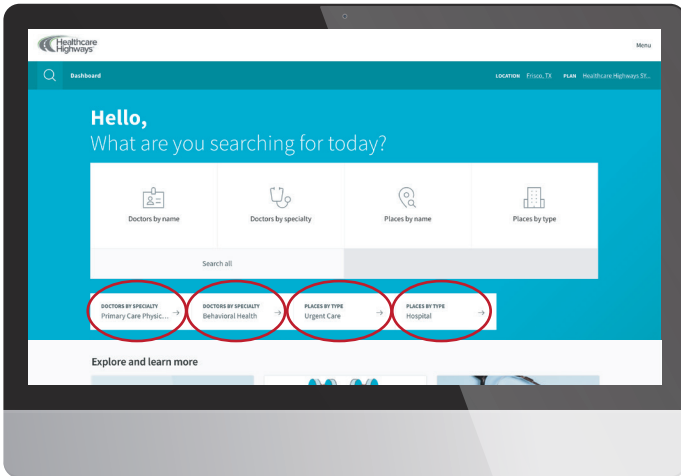 Healthcare
Highways
Menu
Dashboard
LOCATION Frisco, TX PLAN Healthcare Highways SY...
Hello,
What are you searching for today?
Doctors by name
Doctors by specialty
Places by name
Places by type
Search all
DOCTORS BY SPECIALTY
Primary Care Physic... →
DOCTORS BY SPECIALTY
Behavioral Health →
PLACES BY TYPE
Urgent Care →
PLACES BY TYPE
Hospital →
Explore and learn more